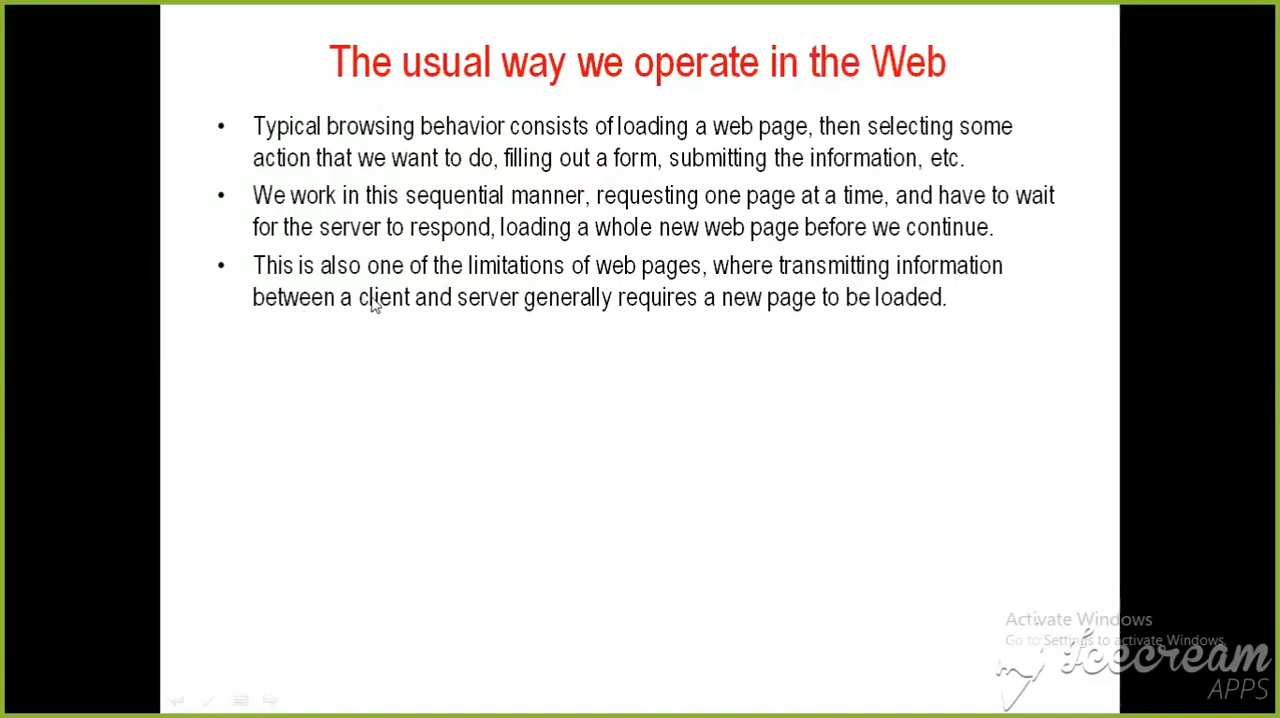 The usual way we operate in the Web
• Typical browsing behavior consists of loading a web page, then selecting some
action that we want to do, filling out a form, submitting the information, etc.
• We work in this sequential manner, requesting one page at a time, and have to wait
for the server to respond, loading a whole new web page before we continue.
• This is also one of the limitations of web pages, where transmitting information
between a client and server generally requires a new page to be loaded.
Activate Windows
Go to Settings to activate Windows.
Icecream
APPS